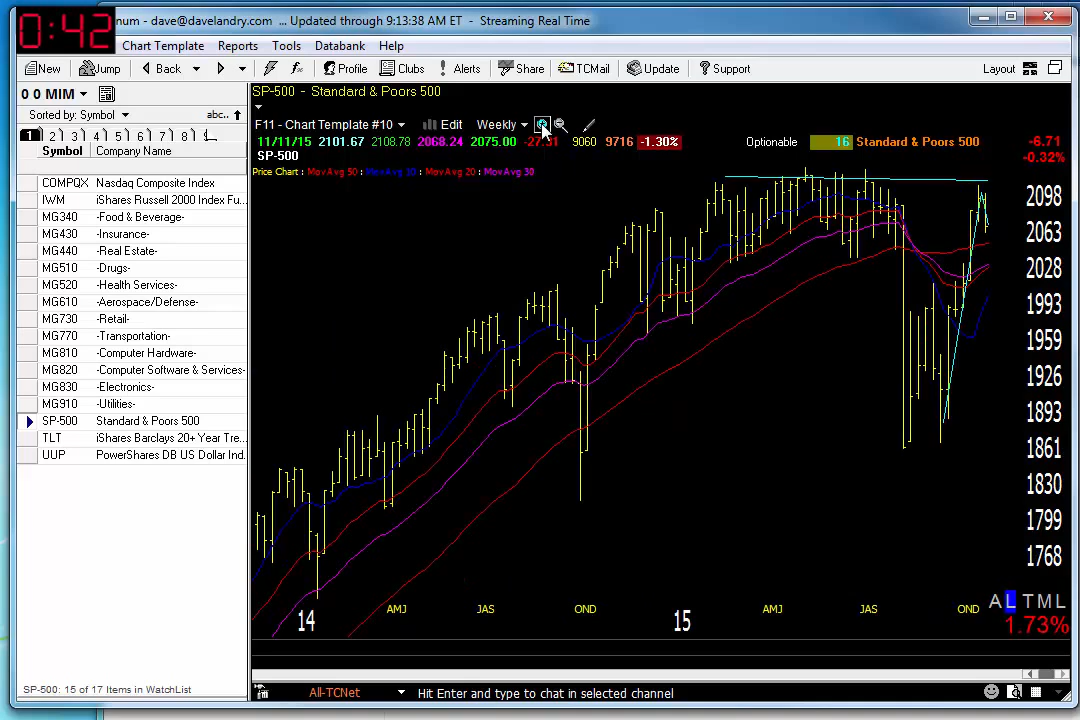 0:42
num - dave@davelandry.com ... Updated through 9:13:38 AM ET - Streaming Real Time
Chart Template Reports Tools Databank Help
New Jump Back Profile Clubs Alerts Share TCMail Update Support Layout
0 0 MIM
Sorted by: Symbol abc..
1 2 3 4 5 6 7 8
Symbol Company Name
COMPQX Nasdaq Composite Index
IWM iShares Russell 2000 Index Fu...
MG340 -Food & Beverage-
MG430 -Insurance-
MG440 -Real Estate-
MG510 -Drugs-
MG520 -Health Services-
MG610 -Aerospace/Defense-
MG730 -Retail-
MG770 -Transportation-
MG810 -Computer Hardware-
MG820 -Computer Software & Services-
MG830 -Electronics-
MG910 -Utilities-
SP-500 Standard & Poors 500
TLT iShares Barclays 20+ Year Tre...
UUP PowerShares DB US Dollar Ind.
SP-500: 15 of 17 Items in WatchList
SP-500 - Standard & Poors 500
F11 - Chart Template #10 Edit Weekly
11/11/15 2101.67 2108.78 2068.24 2075.00 9060 9716 -1.30% Optionable 16 Standard & Poors 500 -6.71
-0.32%
SP-500
Price Chart : MovAvg 50 : MovAvg 10 : MovAvg 20 : MovAvg 30
2098
2063
2028
1993
1959
1926
1893
1861
1830
1799
1768
AMJ JAS OND AMJ JAS OND
14 15
A L T M L
1.73%
All-TCNet Hit Enter and type to chat in selected channel